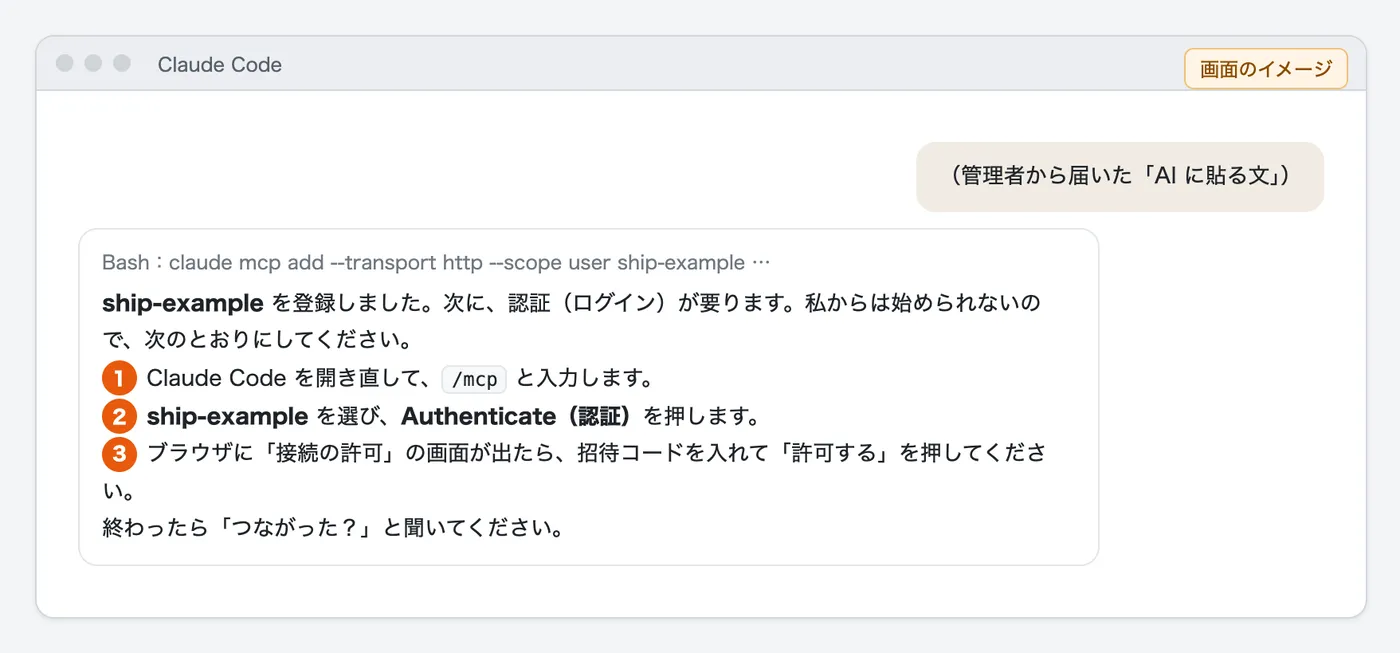 Claude Code
画面のイメージ
（管理者から届いた「AI に貼る文」）
Bash：claude mcp add --transport http --scope user ship-example …
ship-example を登録しました。次に、認証（ログイン）が要ります。私からは始められないの
で、次のとおりにしてください。
1 Claude Code を開き直して、 /mcp と入力します。
2 ship-example を選び、Authenticate（認証）を押します。
3 ブラウザに「接続の許可」の画面が出たら、招待コードを入れて「許可する」を押してくださ
い。
終わったら「つながった？」と聞いてください。